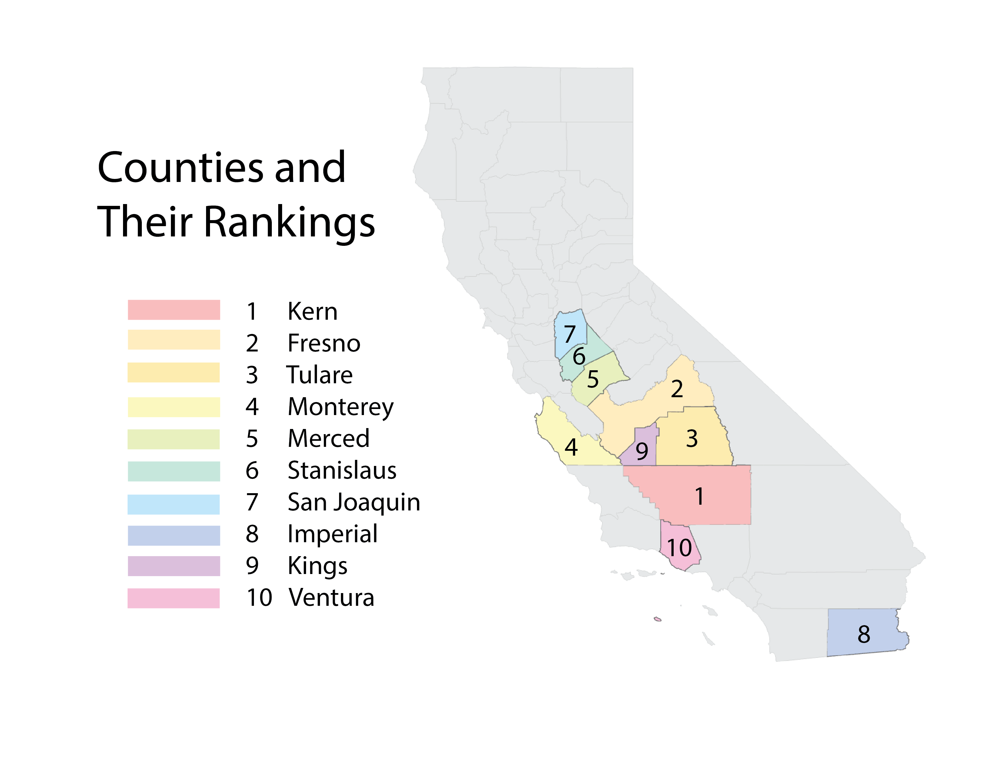 Counties and
Their Rankings
1 Kern
2 Fresno
3 Tulare
4 Monterey
5 Merced
6 Stanislaus
7 San Joaquin
8 Imperial
9 Kings
10 Ventura
7
6
5
2
3
4
9
1
10
8